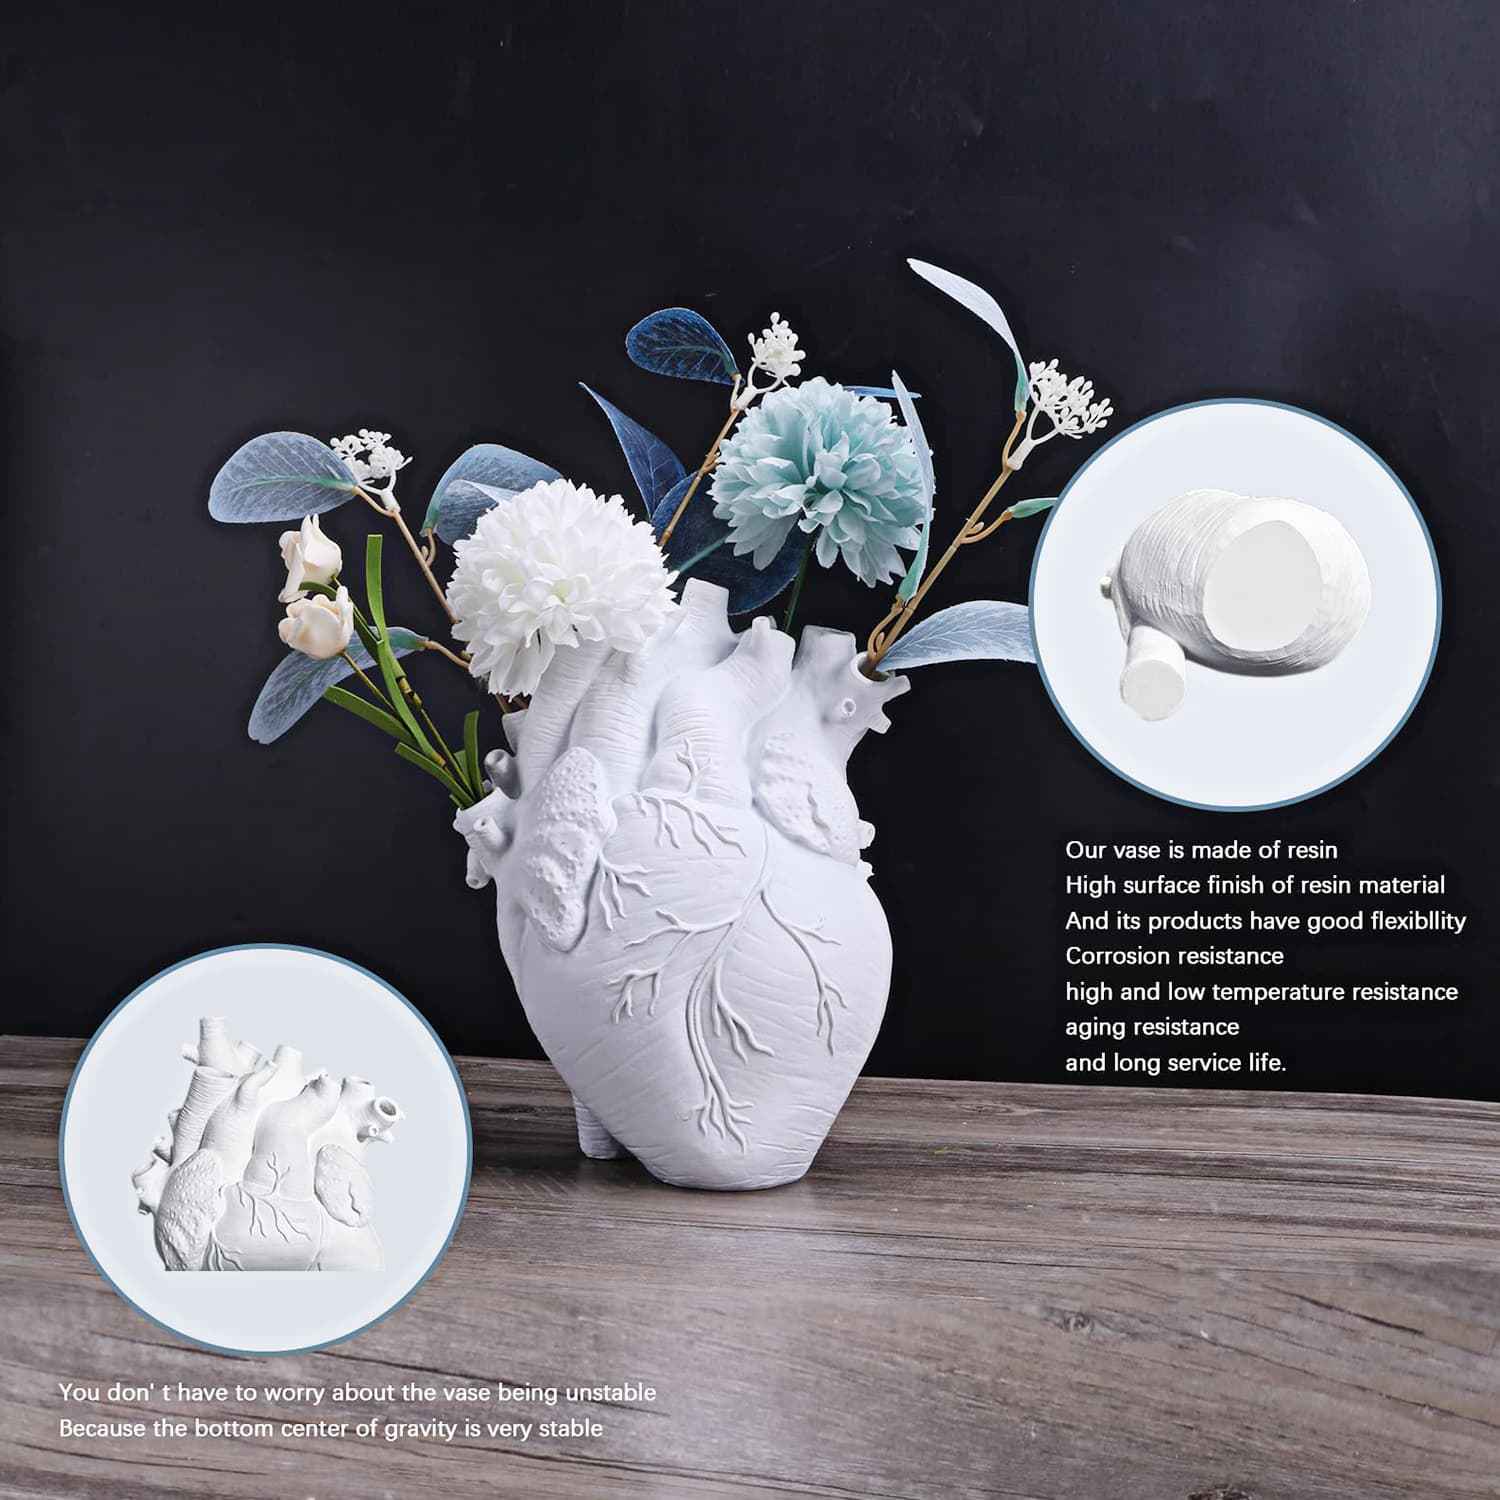 Our vase is made of resin
High surface finish of resin material
And its products have good flexibllity
Corrosion resistance
high and low temperature resistance
aging resistance
and long service life.
You don' t have to worry about the vase being unstable
Because the bottom center of gravity is very stable